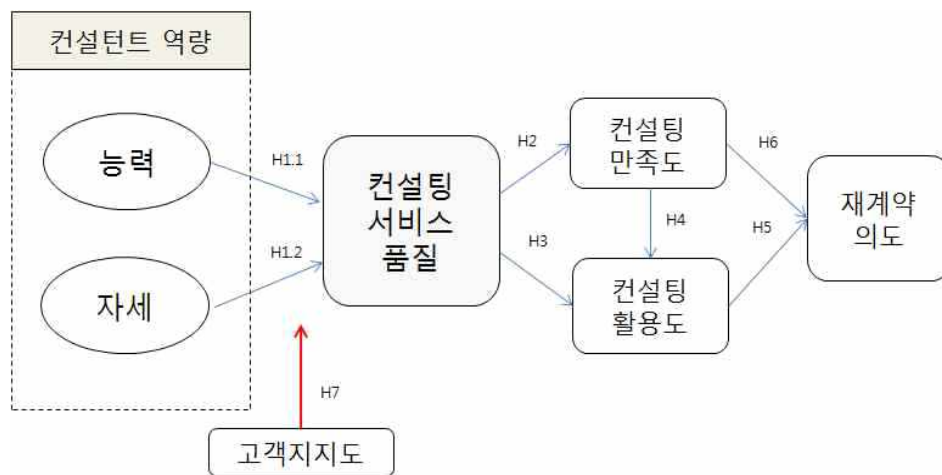 컨설턴트 역량
능력
자세
H1.1
H1.2
컨설팅
서비스
품질
H2
H3
컨설팅
만족도
H4
컨설팅
활용도
H6
H5
재계약
의도
H7
고객지지도